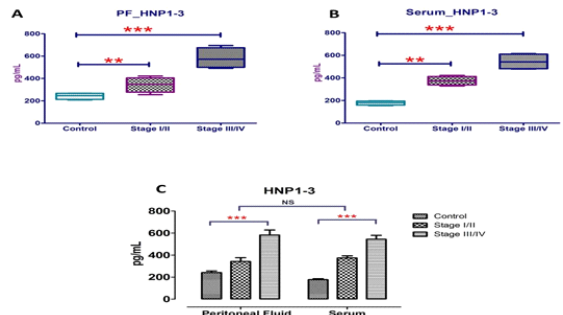 A
PF_HNP1-3
***
**
800
600
400
200
0
pg/mL
Control Stage I/II Stage III/IV
B
Serum_HNP1-3
***
**
800
600
400
200
0
pg/mL
Control Stage I/II Stage III/IV
C
HNP1-3
NS
***
***
800
600
400
200
0
pg/mL
Peritoneal Fluid Serum
Control
Stage I/II
Stage III/IV